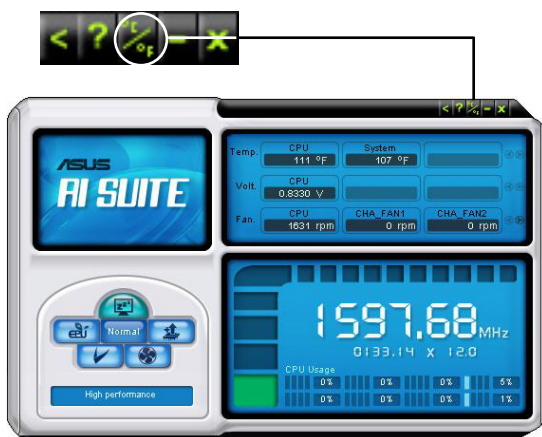 < ? °C/°F - x
< ? °C/°F - x
ASUS
AI SUITE
Temp. CPU System
111 °F 107 °F
Volt. CPU
0.8330 V
Fan. CPU CHA_FAN1 CHA_FAN2
1631 rpm 0 rpm 0 rpm
Normal
High performance
1597.68 MHz
0133.14 X 12.0
CPU Usage
0% 0% 0% 5%
0% 0% 0% 1%